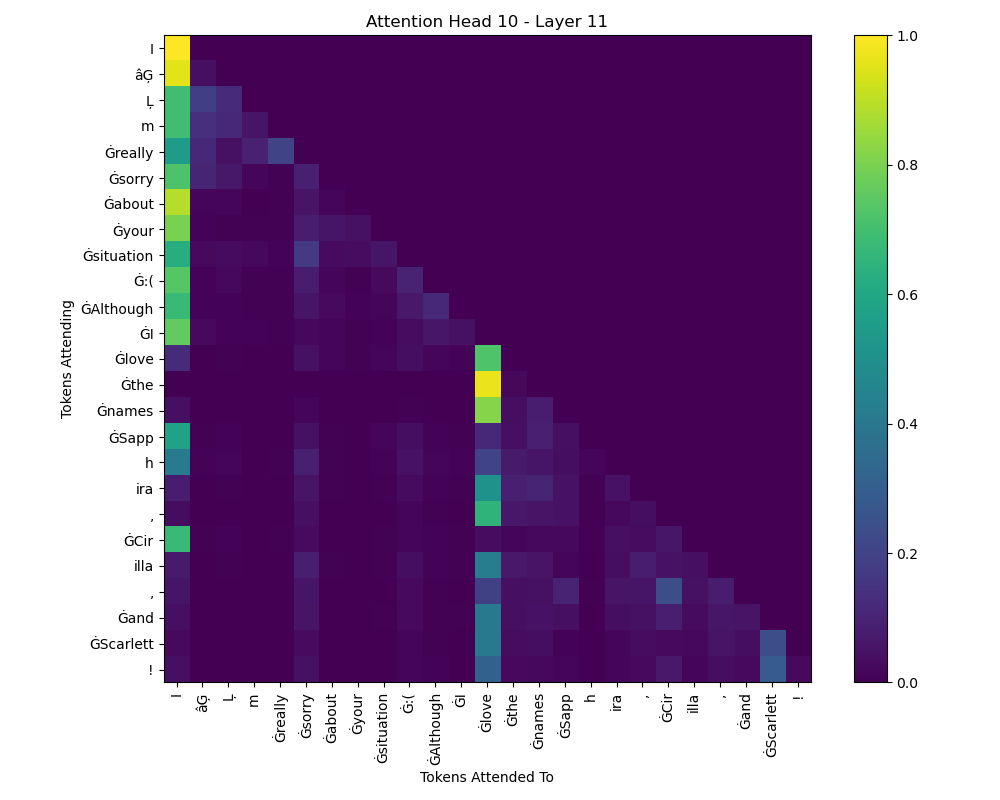 Attention Head 10 - Layer 11
Tokens Attending
I
âĢ
Ļ
m
Ġreally
Ġsorry
Ġabout
Ġyour
Ġsituation
Ġ:(
ĠAlthough
ĠI
Ġlove
Ġthe
Ġnames
ĠSapp
h
ira
,
ĠCir
illa
,
Ġand
ĠScarlett
!
I
âĢ
Ļ
m
Ġreally
Ġsorry
Ġabout
Ġyour
Ġsituation
Ġ:(
ĠAlthough
ĠI
Ġlove
Ġthe
Ġnames
ĠSapp
h
ira
,
ĠCir
illa
,
Ġand
ĠScarlett
!
Tokens Attended To
1.0
0.8
0.6
0.4
0.2
0.0